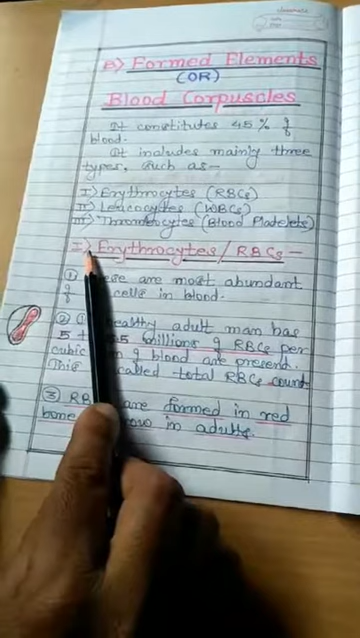 B) Formed Elements
(OR)
Blood Corpuscles
It constitutes 45% of
blood.
It includes mainly three
types, such as-
I) Erythrocytes (RBCs)
II) Leucocytes (WBCs)
III) Thrombocytes (Blood Platelets)
I) Erythrocytes / RBCs -
① are most abundant
of cells in blood.
② healthy adult man has
5 5.5 millions of RBCs per
cubic of blood are present.
This called total RBCs count
③ are formed in red
bone in adults.